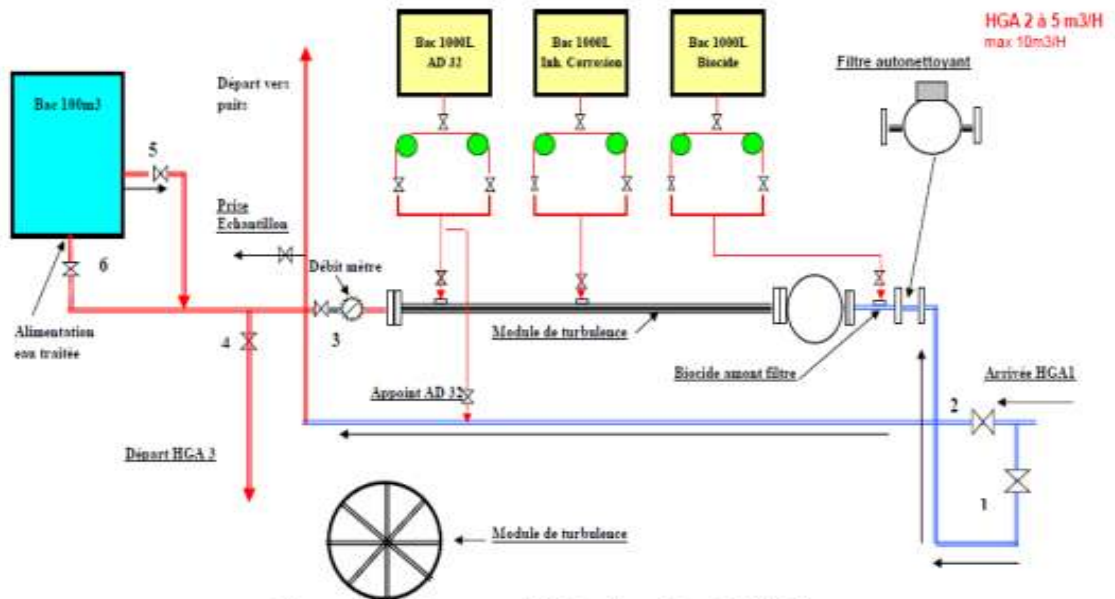 HGA 2 à 5 m3/H
max 10m3/H
Bac 1000L
AD 32
Bac 1000L
Inh. Corrosion
Bac 1000L
Biocide
Filtre autonettoyant
Bac 100m3
Départ vers
puits
5
Prise
Echantillon
6
Débit mètre
Alimentation
eau traitée
4
3
Module de turbulence
Biocide amont filtre
Arrivée HGA1
Appoint AD 32
2
Départ HGA 3
1
Module de turbulence